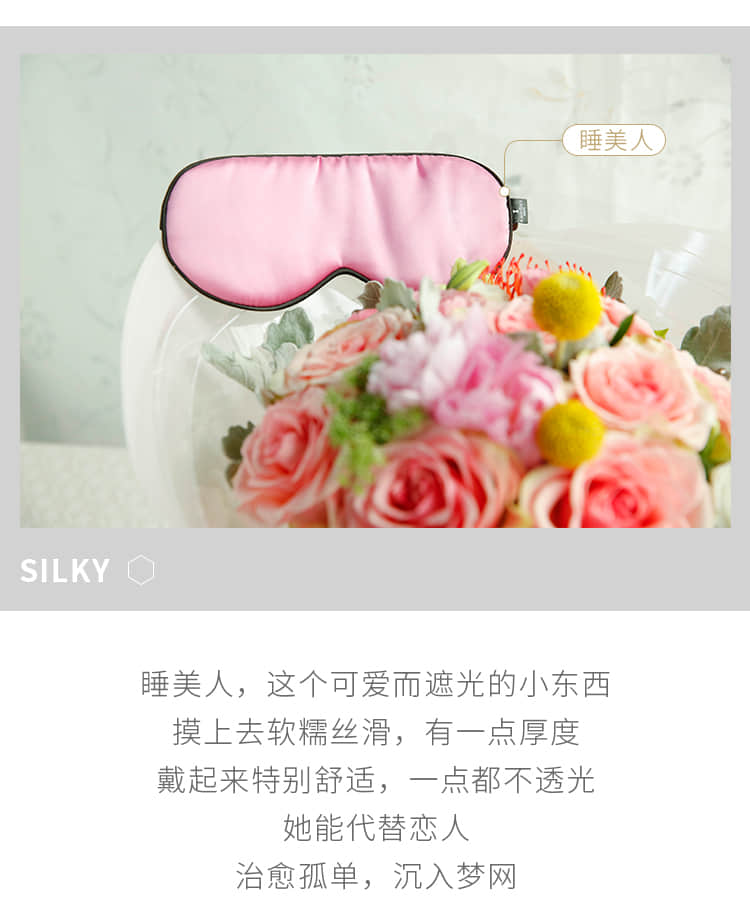 睡美人
SILKY
睡美人，这个可爱而遮光的小东西
摸上去软糯丝滑，有一点厚度
戴起来特别舒适，一点都不透光
她能代替恋人
治愈孤单，沉入梦网